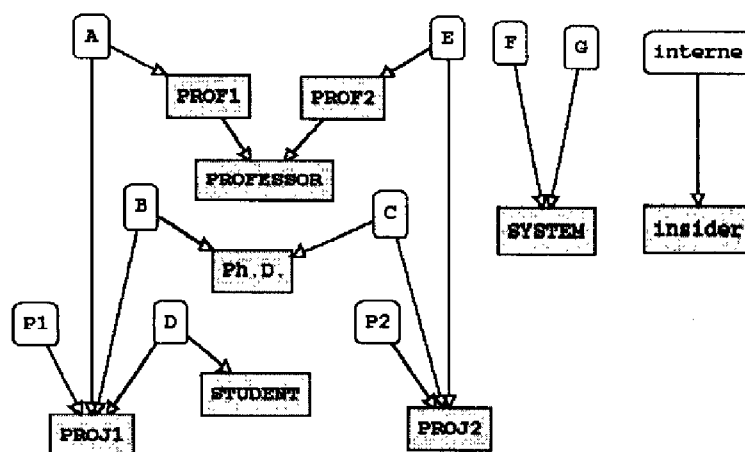 A
E
F
G
interne
PROF1
PROF2
PROFESSOR
B
C
SYSTEM
insider
Ph.D.
P1
D
P2
STUDENT
PROJ1
PROJ2